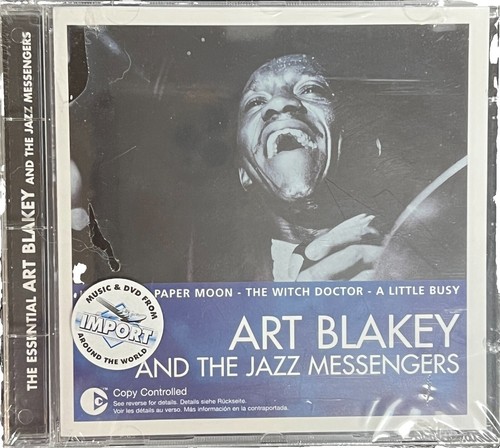 THE ESSENTIAL ART BLAKEY AND THE JAZZ MESSENGERS
PAPER MOON - THE WITCH DOCTOR - A LITTLE BUSY
ART BLAKEY
AND THE JAZZ MESSENGERS
MUSIC & DVD FROM
IMPORT
AROUND THE WORLD
Copy Controlled
See reverse for details. Details siehe Rückseite.
Voir les détails au verso. Más información en la contraportada.